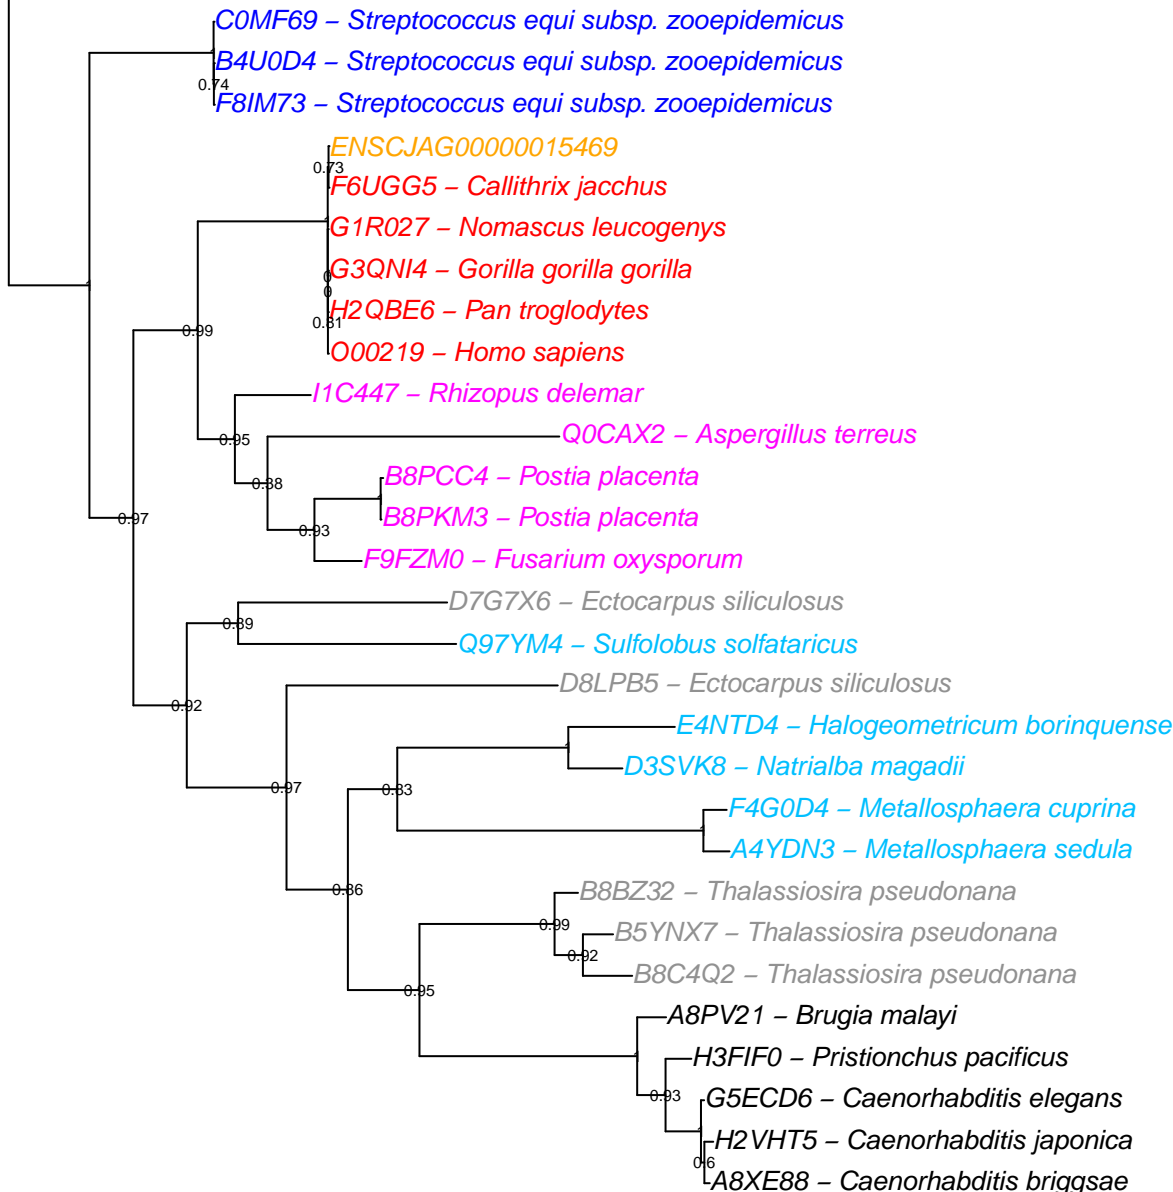 C0MF69 – Streptococcus equi subsp. zooepidemicus
B4U0D4 – Streptococcus equi subsp. zooepidemicus
0.74
F8IM73 – Streptococcus equi subsp. zooepidemicus
ENSCJAG00000015469
0.73
F6UGG5 – Callithrix jacchus
G1R027 – Nomascus leucogenys
G3QNI4 – Gorilla gorilla gorilla
0
0
H2QBE6 – Pan troglodytes
0.81
0.99
O00219 – Homo sapiens
I1C447 – Rhizopus delemar
Q0CAX2 – Aspergillus terreus
0.95
B8PCC4 – Postia placenta
0.88
B8PKM3 – Postia placenta
0.97
0.93
F9FZM0 – Fusarium oxysporum
D7G7X6 – Ectocarpus siliculosus
0.89
Q97YM4 – Sulfolobus solfataricus
D8LPB5 – Ectocarpus siliculosus
0.92
E4NTD4 – Halogeometricum borinquense
1
D3SVK8 – Natrialba magadii
0.97
0.83
F4G0D4 – Metallosphaera cuprina
1
A4YDN3 – Metallosphaera sedula
0.86
B8BZ32 – Thalassiosira pseudonana
0.99
B5YNX7 – Thalassiosira pseudonana
0.92
B8C4Q2 – Thalassiosira pseudonana
0.95
A8PV21 – Brugia malayi
1
H3FIF0 – Pristionchus pacificus
0.93
G5ECD6 – Caenorhabditis elegans
1
H2VHT5 – Caenorhabditis japonica
0.6
A8XE88 – Caenorhabditis briggsae